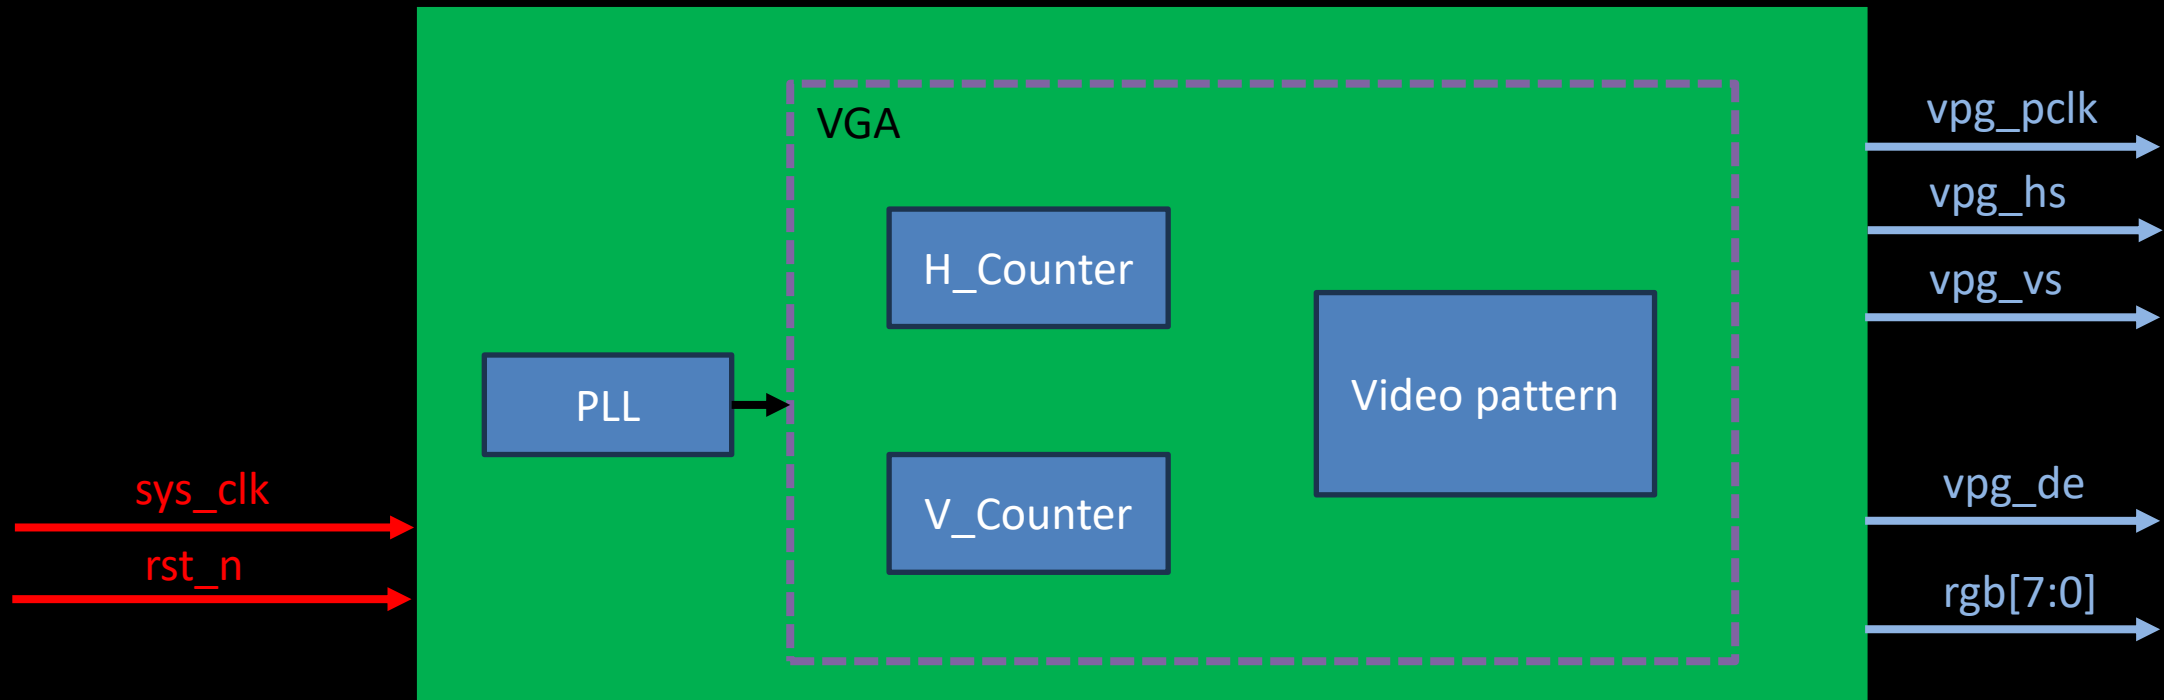 VGA
H_Counter
PLL
V_Counter
Video pattern
sys_clk
rst_n
vpg_pclk
vpg_hs
vpg_vs
vpg_de
rgb[7:0]